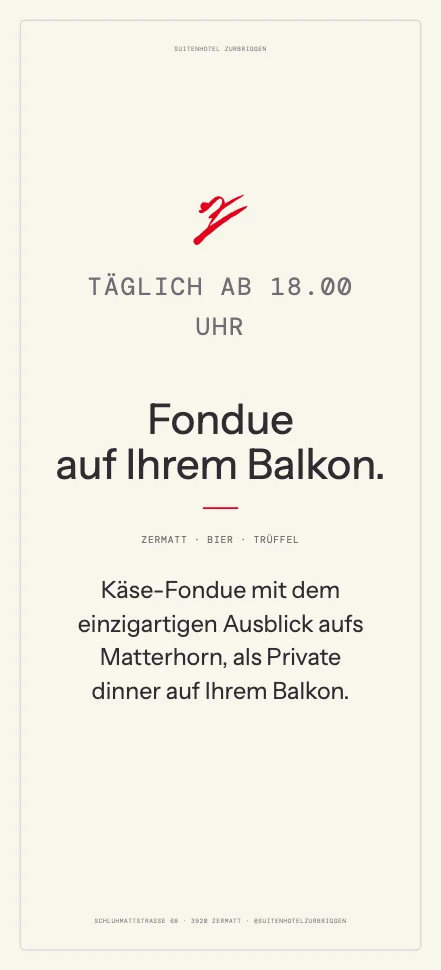 SUITENHOTEL ZURBRIGGEN
TÄGLICH AB 18.00
UHR
Fondue
auf Ihrem Balkon.
ZERMATT · BIER · TRÜFFEL
Käse-Fondue mit dem
einzigartigen Ausblick aufs
Matterhorn, als Private
dinner auf Ihrem Balkon.
SCHLUHMATTSTRASSE 68 · 3920 ZERMATT · @SUITENHOTELZURBRIGGEN